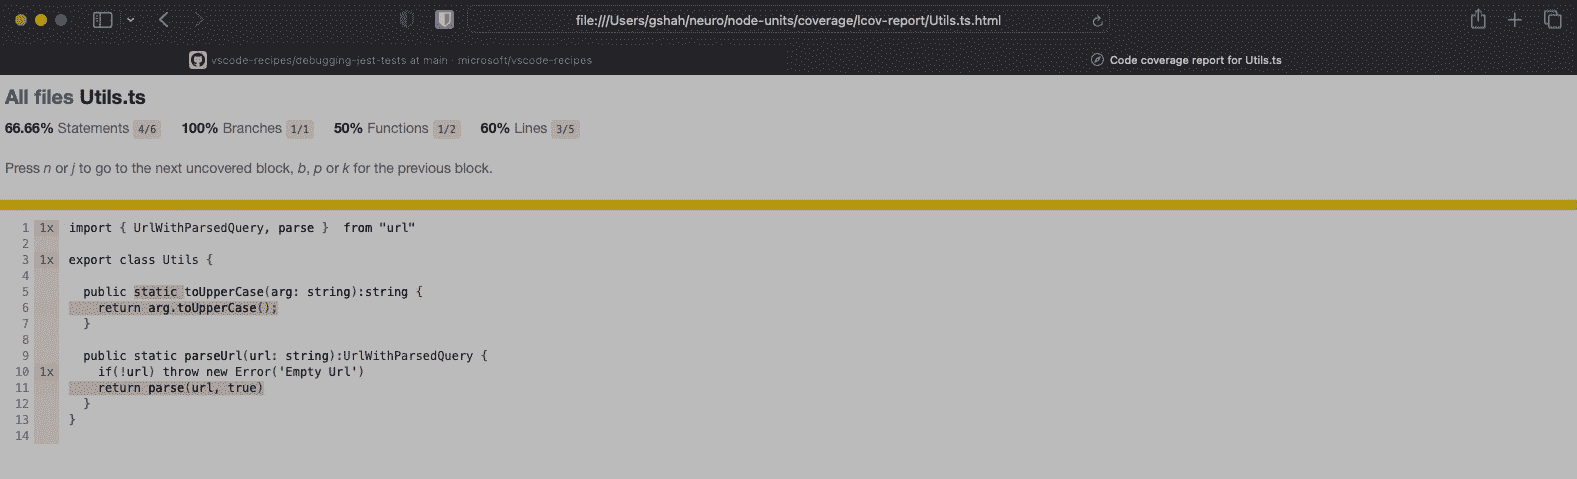 file:///Users/gshah/neuro/node-units/coverage/lcov-report/Utils.ts.html
vscode-recipes/debugging-jest-tests at main · microsoft/vscode-recipes
Code coverage report for Utils.ts
All files Utils.ts
66.66% Statements 4/6 100% Branches 1/1 50% Functions 1/2 60% Lines 3/5
Press n or j to go to the next uncovered block, b, p or k for the previous block.
1 1x import { UrlWithParsedQuery, parse }  from "url"
2
3 1x export class Utils {
4
5   public static toUpperCase(arg: string):string {
6     return arg.toUpperCase();
7   }
8
9   public static parseUrl(url: string):UrlWithParsedQuery {
10 1x     if(!url) throw new Error('Empty Url')
11     return parse(url, true)
12   }
13 }
14